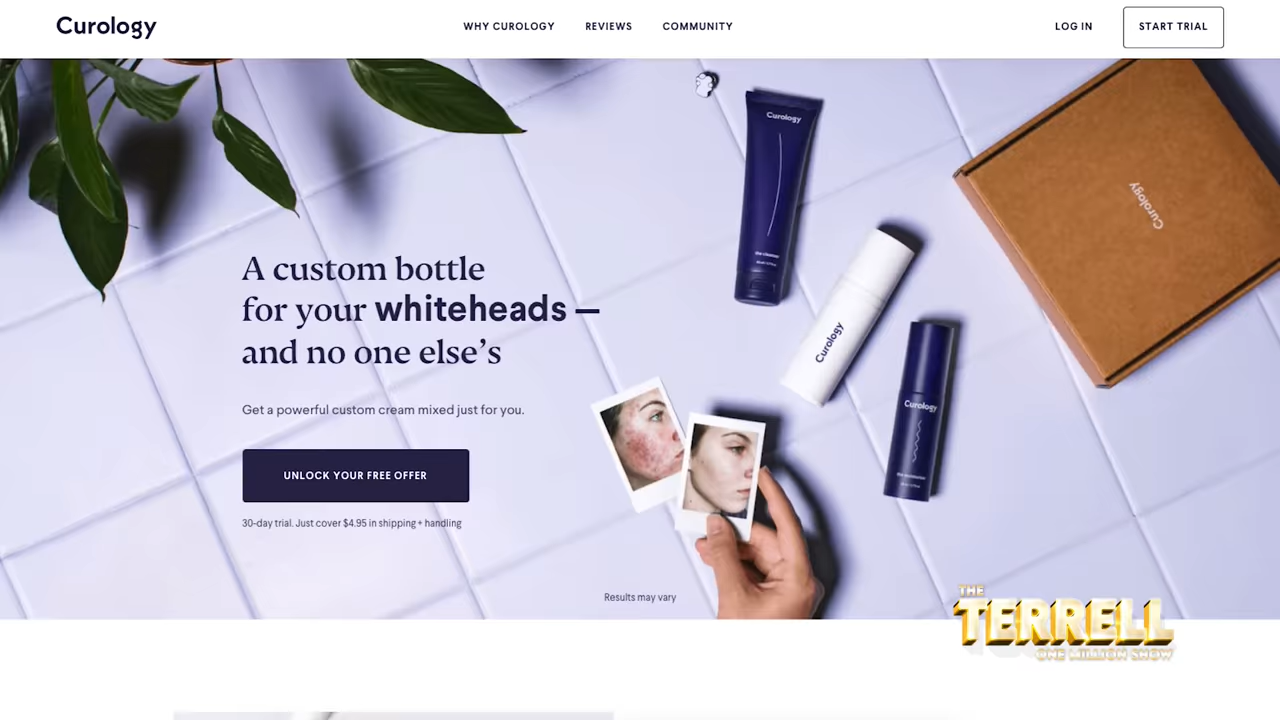 Curology
WHY CUROLOGY
REVIEWS
COMMUNITY
LOG IN
START TRIAL
Curology
Curology
A custom bottle
for your whiteheads —
and no one else's
Curology
Curology
Get a powerful custom cream mixed just for you.
UNLOCK YOUR FREE OFFER
30-day trial. Just cover $4.95 in shipping + handling
Results may vary
THE
TERRELL
ONE MILLION SHOW